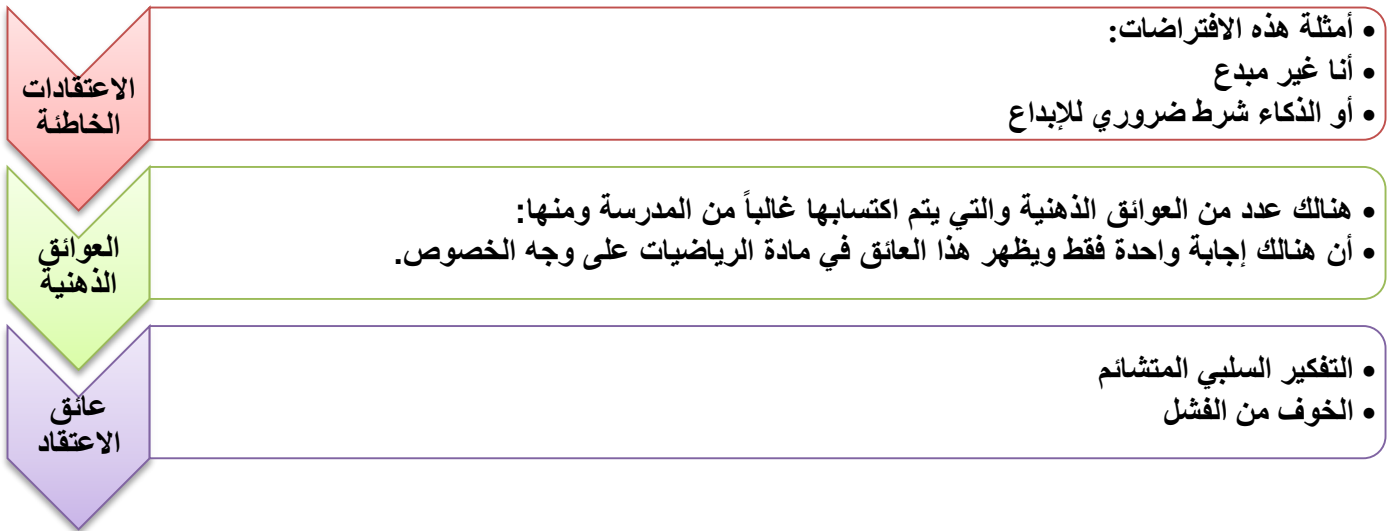 الاعتقادات
الخاطئة
• أمثلة هذه الافتراضات:
• أنا غير مبدع
• أو الذكاء شرط ضروري للإبداع
العوائق
الذهنية
• هنالك عدد من العوائق الذهنية والتي يتم اكتسابها غالباً من المدرسة ومنها:
• أن هنالك إجابة واحدة فقط ويظهر هذا العائق في مادة الرياضيات على وجه الخصوص.
عائق
الاعتقاد
• التفكير السلبي المتشائم
• الخوف من الفشل